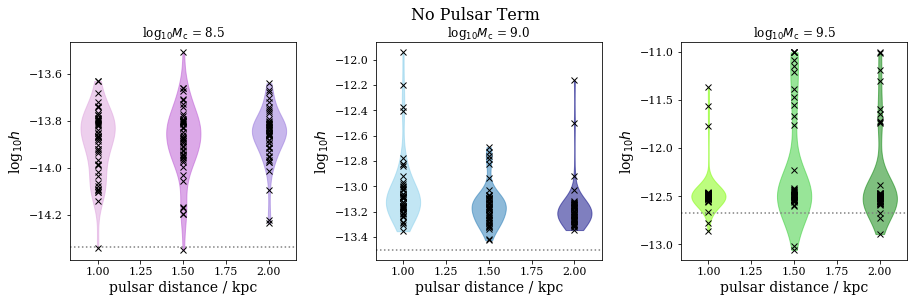 No Pulsar Term
log₁₀M_c = 8.5
log₁₀M_c = 9.0
log₁₀M_c = 9.5
log₁₀h
−13.6
−13.8
−14.0
−14.2
1.00 1.25 1.50 1.75 2.00
pulsar distance / kpc
log₁₀h
−12.0
−12.2
−12.4
−12.6
−12.8
−13.0
−13.2
−13.4
1.00 1.25 1.50 1.75 2.00
pulsar distance / kpc
log₁₀h
−11.0
−11.5
−12.0
−12.5
−13.0
1.00 1.25 1.50 1.75 2.00
pulsar distance / kpc